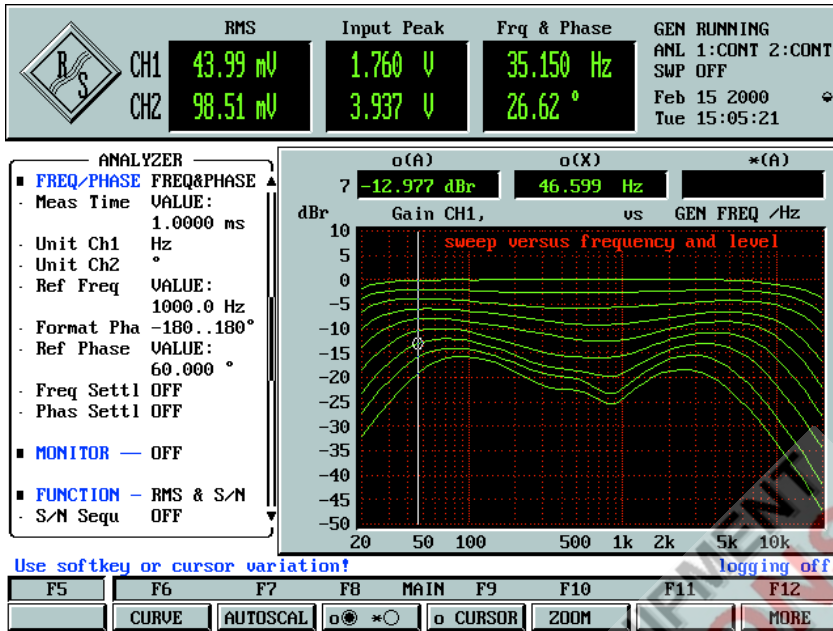 RMS Input Peak Frq & Phase GEN RUNNING
R S CH1 43.99 mV 1.760 V 35.150 Hz ANL 1:CONT 2:CONT
SWP OFF
CH2 98.51 mV 3.937 V 26.62 ° Feb 15 2000
Tue 15:05:21
ANALYZER
FREQ/PHASE FREQ&PHASE
Meas Time VALUE:
1.0000 ms
Unit Ch1 Hz
Unit Ch2 °
Ref Freq VALUE:
1000.0 Hz
Format Pha -180..180°
Ref Phase VALUE:
60.000 °
Freq Settl OFF
Phas Settl OFF
MONITOR — OFF
FUNCTION - RMS & S/N
S/N Sequ OFF
o(A) o(X) *(A)
7 -12.977 dBr 46.599 Hz
dBr Gain CH1, vs GEN FREQ /Hz
sweep versus frequency and level
10
5
0
-5
-10
-15
-20
-25
-30
-35
-40
-45
-50
20 50 100 500 1k 2k 5k 10k
Use softkey or cursor variation! logging off
F5 F6 F7 F8 MAIN F9 F10 F11 F12
CURVE AUTOSCAL o * o CURSOR ZOOM MORE